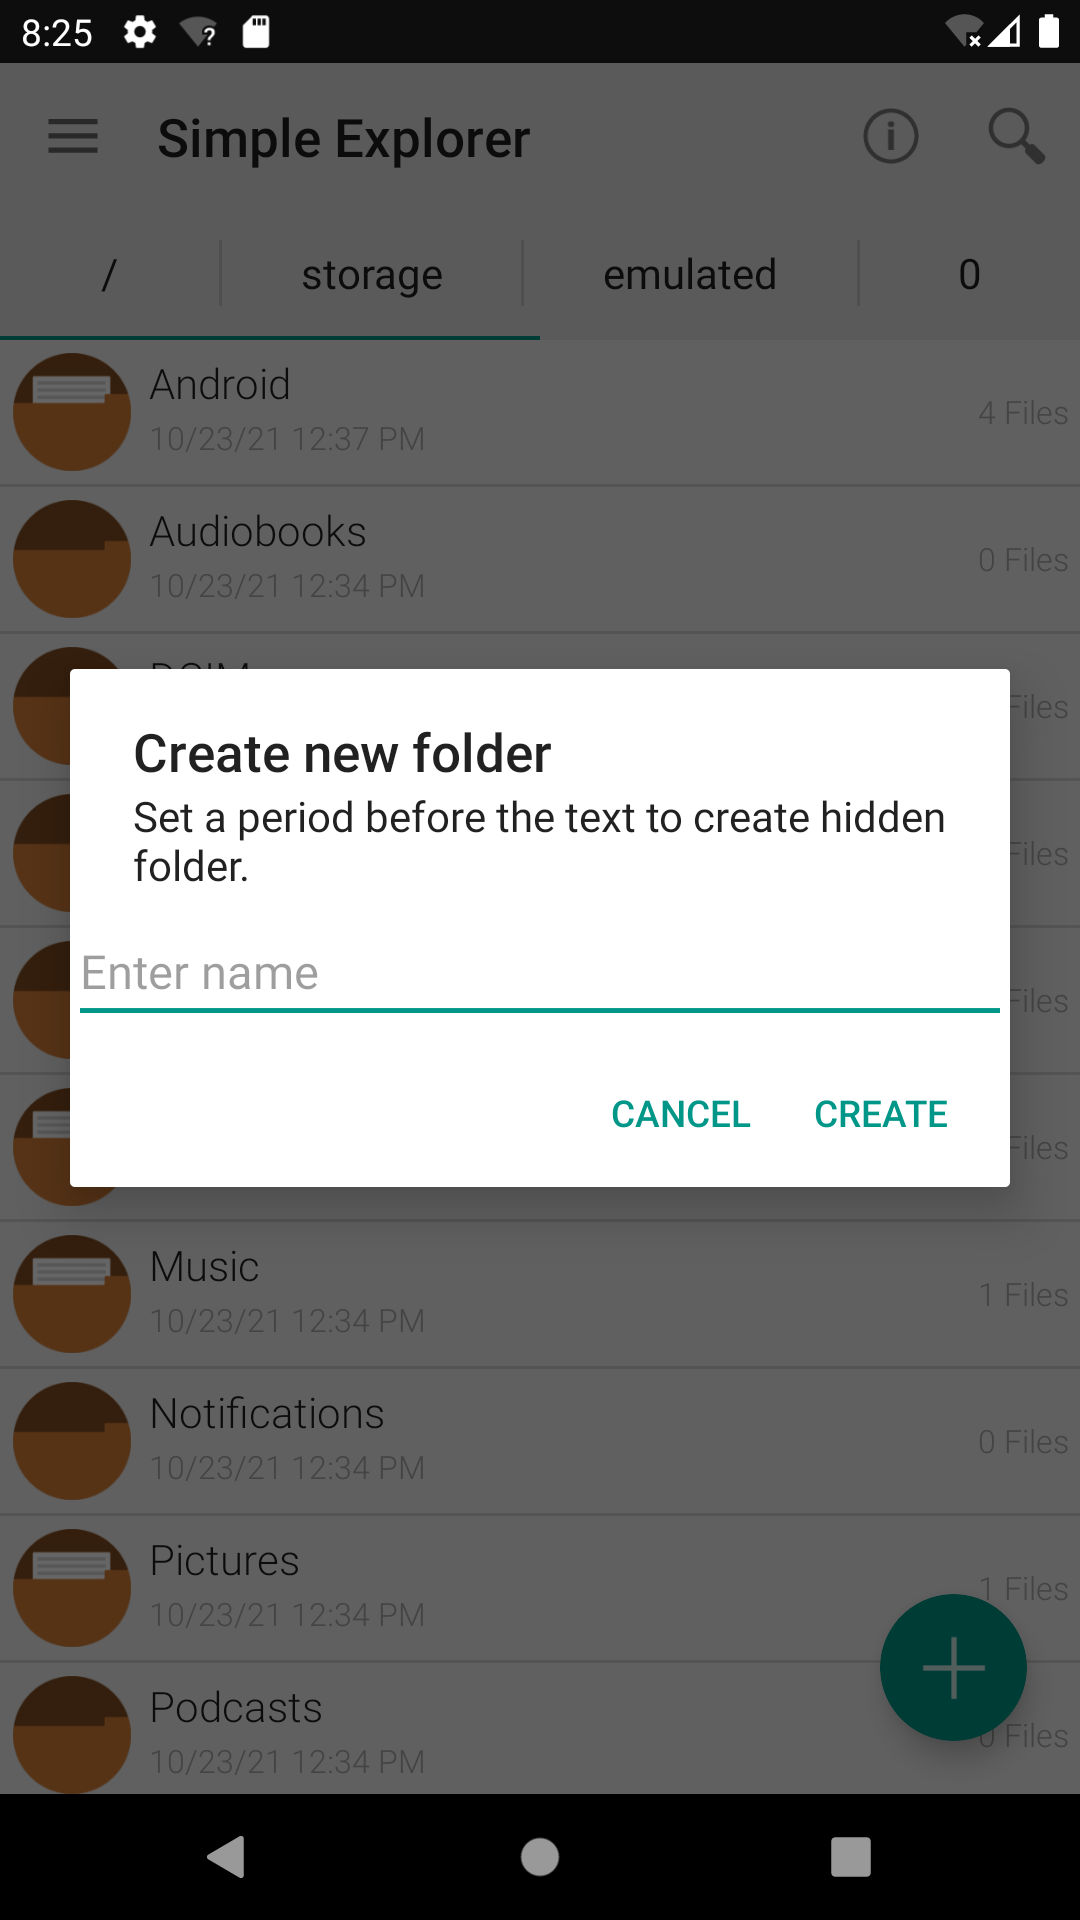 8:25
Simple Explorer
/ storage emulated 0
Android
4 Files
10/23/21 12:37 PM
Audiobooks
0 Files
10/23/21 12:34 PM
Files
Create new folder
Set a period before the text to create hidden
folder.
Files
Enter name
Files
CANCEL CREATE
Files
Music
1 Files
10/23/21 12:34 PM
Notifications
0 Files
10/23/21 12:34 PM
Pictures
1 Files
10/23/21 12:34 PM
Podcasts
0 Files
10/23/21 12:34 PM